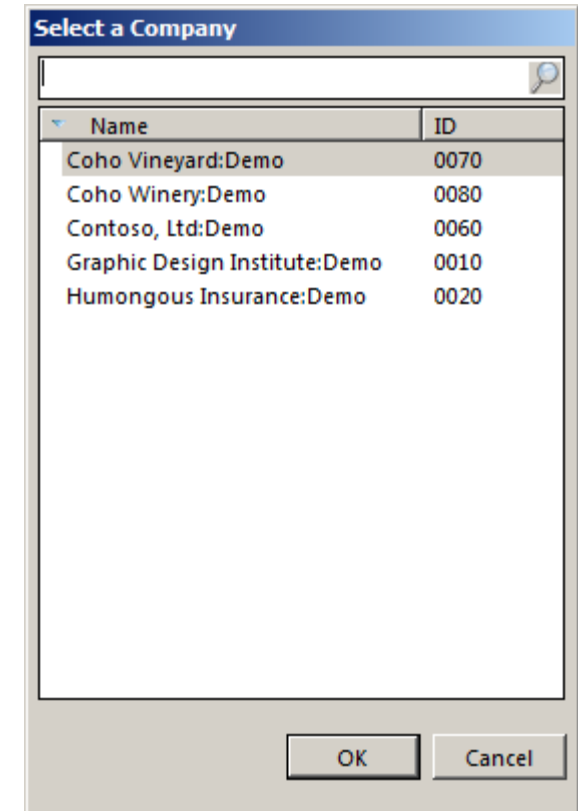 Select a Company
Name ID
Coho Vineyard:Demo 0070
Coho Winery:Demo 0080
Contoso, Ltd:Demo 0060
Graphic Design Institute:Demo 0010
Humongous Insurance:Demo 0020
OK Cancel